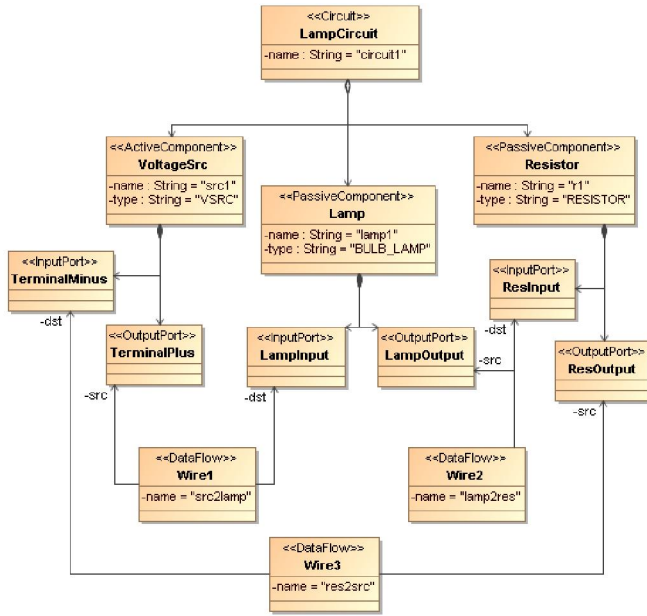 <<Circuit>>
LampCircuit
-name : String = "circuit1"
<<ActiveComponent>>
VoltageSrc
-name : String = "src1"
-type : String = "VSRC"
<<PassiveComponent>>
Lamp
-name : String = "lamp1"
-type : String = "BULB_LAMP"
<<PassiveComponent>>
Resistor
-name : String = "r1"
-type : String = "RESISTOR"
<<InputPort>>
TerminalMinus
-dst
<<OutputPort>>
TerminalPlus
-src
<<InputPort>>
LampInput
-dst
<<OutputPort>>
LampOutput
-src
<<InputPort>>
ResInput
-dst
<<OutputPort>>
ResOutput
-src
<<DataFlow>>
Wire1
-name = "src2lamp"
<<DataFlow>>
Wire2
-name = "lamp2res"
<<DataFlow>>
Wire3
-name = "res2src"